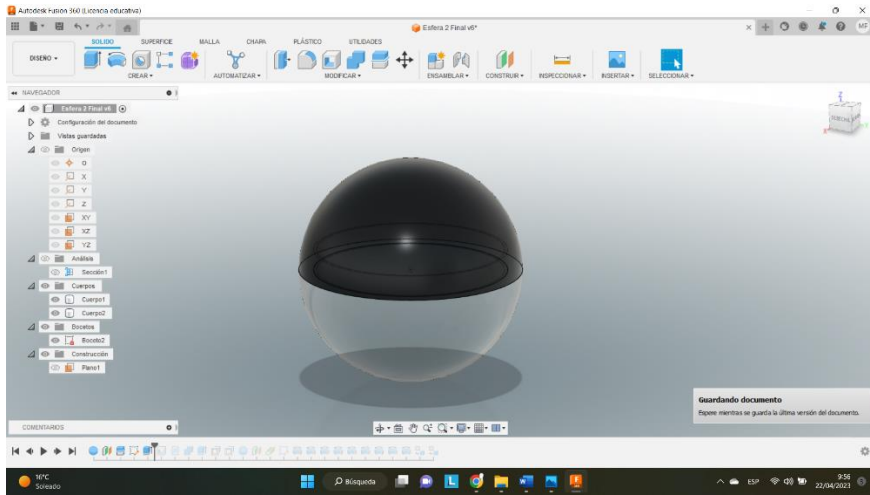 Autodesk Fusion 360 (Licencia educativa)
Esfera 2 Final v6*
MF
SÓLIDO SUPERFICIE MALLA CHAPA PLÁSTICO UTILIDADES
DISEÑO
CREAR AUTOMATIZAR MODIFICAR ENSAMBLAR CONSTRUIR INSPECCIONAR INSERTAR SELECCIONAR
NAVEGADOR
Esfera 2 Final v6
Configuración del documento
Vistas guardadas
Origen
O
X
Y
Z
XY
XZ
YZ
Análisis
Sección1
Cuerpos
Cuerpo1
Cuerpo2
Bocetos
Boceto2
Construcción
Plano1
Z
Guardando documento
Espere mientras se guarda la última versión del documento.
COMENTARIOS
16°C
Soleado
Búsqueda
ESP
9:56
22/04/2023